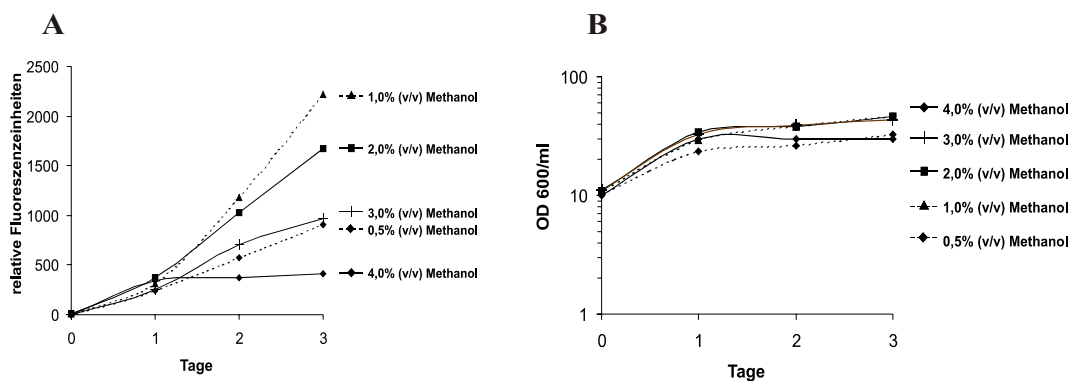 A
relative Fluoreszenzeinheiten
2500
2000
1500
1000
500
0
0 1 2 3
Tage
1,0% (v/v) Methanol
2,0% (v/v) Methanol
3,0% (v/v) Methanol
0,5% (v/v) Methanol
4,0% (v/v) Methanol
B
OD 600/ml
100
10
1
0 1 2 3
Tage
4,0% (v/v) Methanol
3,0% (v/v) Methanol
2,0% (v/v) Methanol
1,0% (v/v) Methanol
0,5% (v/v) Methanol